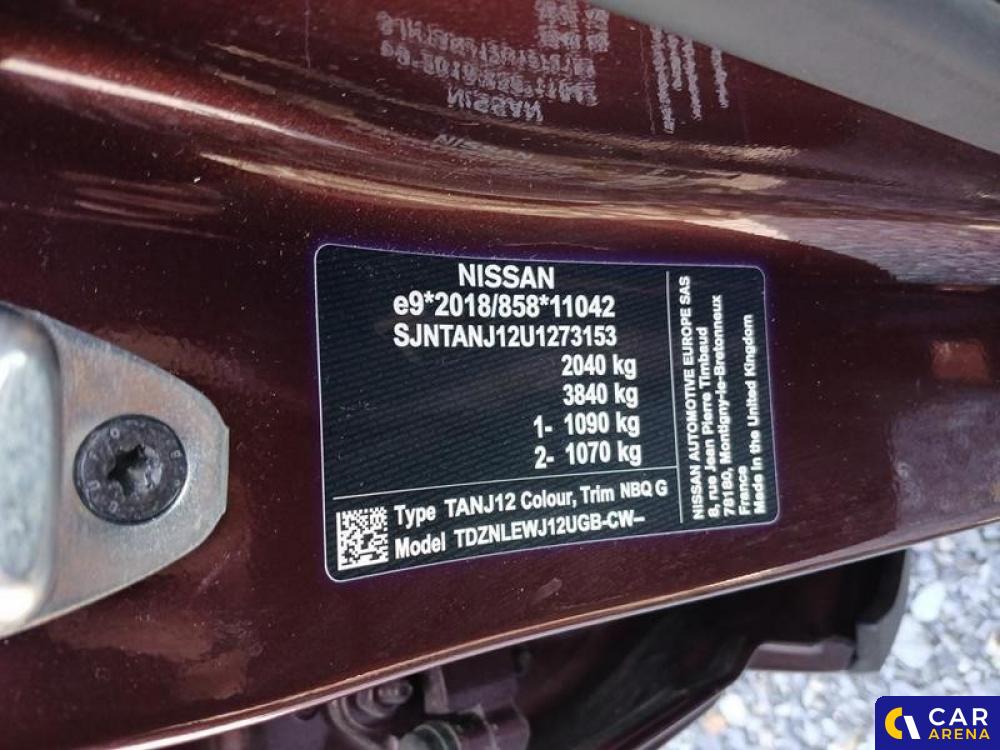 NISSAN
e9*2018/858*11042
SJNTANJ12U1273153
2040 kg
3840 kg
1- 1090 kg
2- 1070 kg
Type TANJ12 Colour, Trim NBQ G
Model TDZNLEWJ12UGB-CW–
NISSAN AUTOMOTIVE EUROPE SAS
8, rue Jean Pierre Timbaud
78180, Montigny-le-Bretonneux
France
Made in the United Kingdom
CAR
ARENA